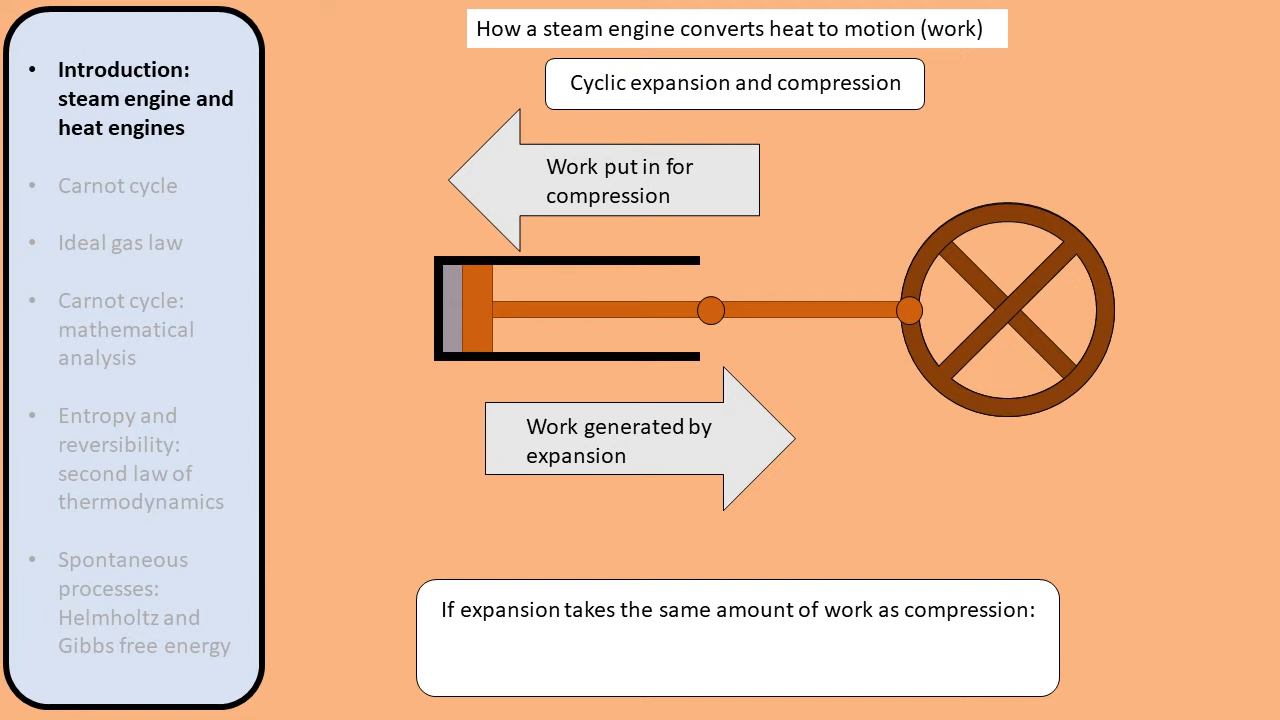 How a steam engine converts heat to motion (work)
Cyclic expansion and compression
• Introduction:
steam engine and
heat engines
• Carnot cycle
• Ideal gas law
• Carnot cycle:
mathematical
analysis
• Entropy and
reversibility:
second law of
thermodynamics
• Spontaneous
processes:
Helmholtz and
Gibbs free energy
Work put in for
compression
Work generated by
expansion
If expansion takes the same amount of work as compression: